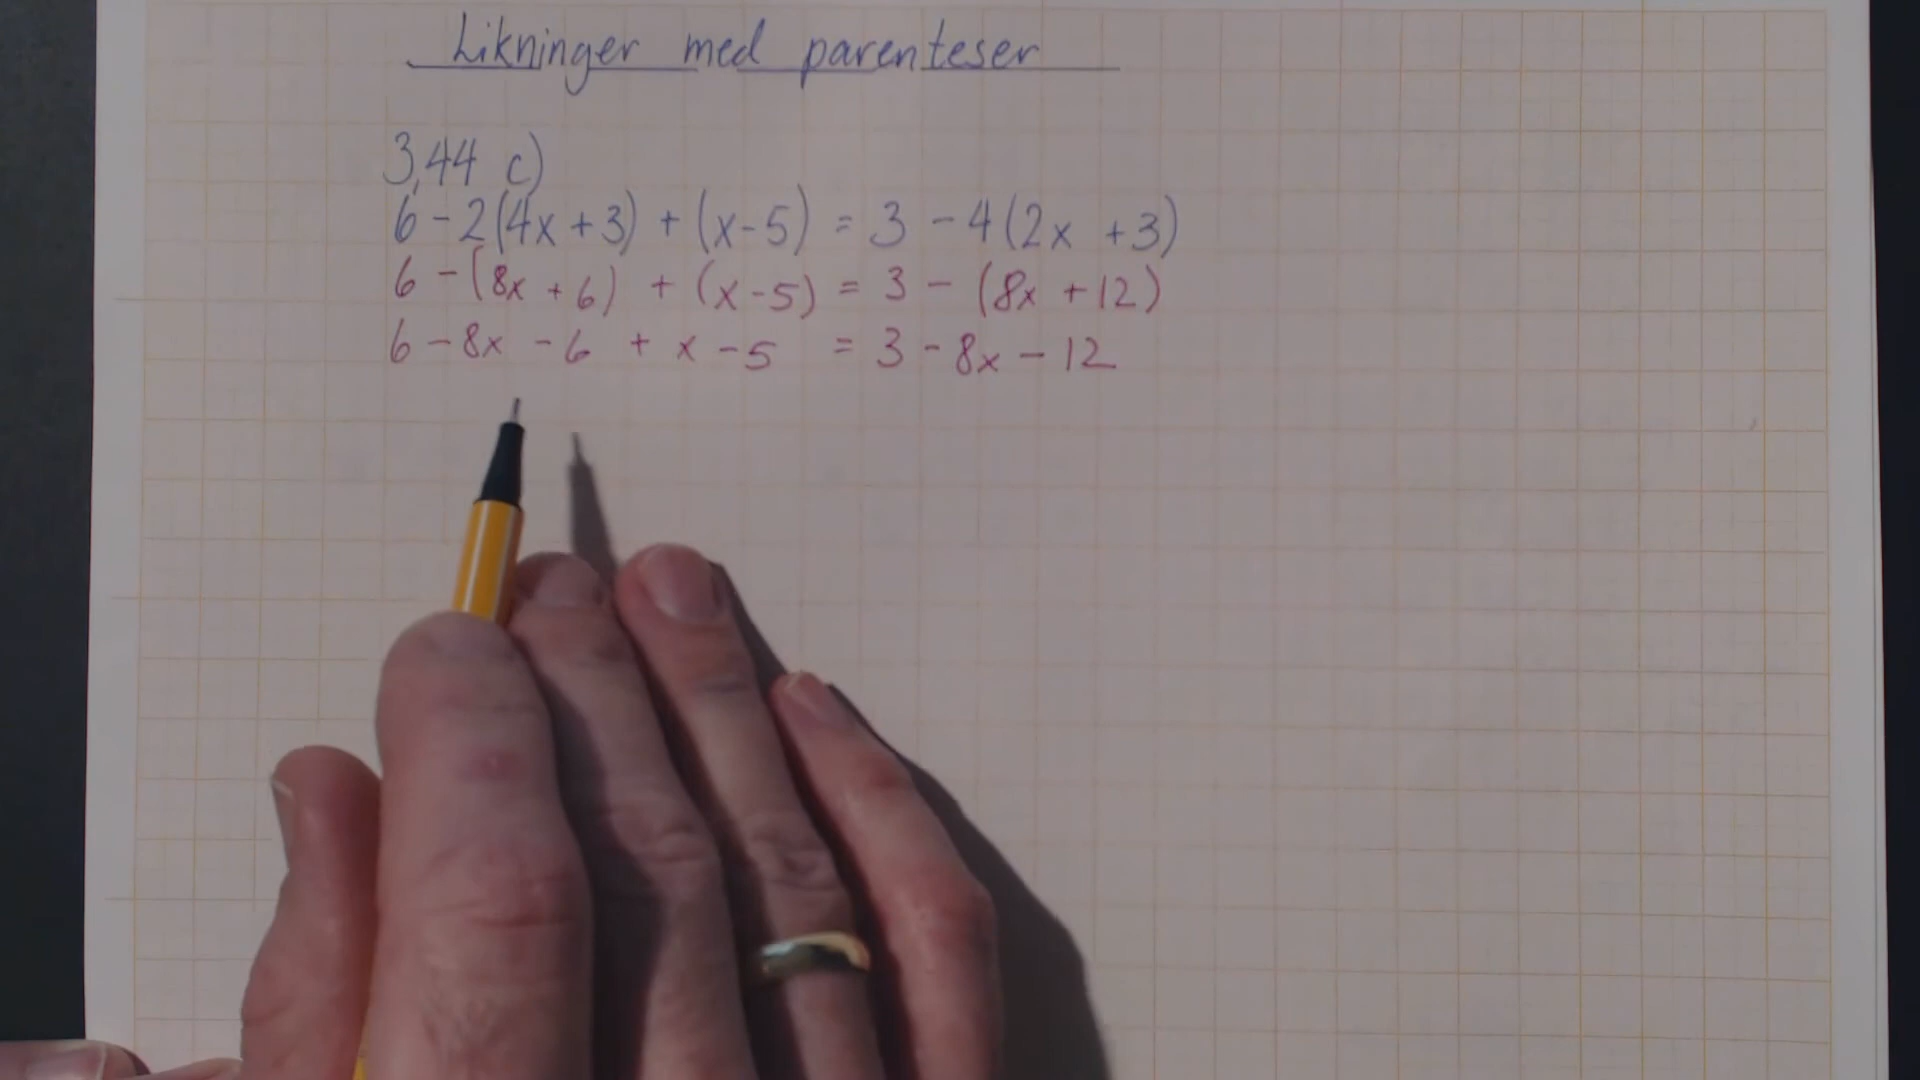 Likninger med parenteser
3,44 c)
6 - 2(4x + 3) + (x - 5) = 3 - 4(2x + 3)
6 - (8x + 6) + (x - 5) = 3 - (8x + 12)
6 - 8x - 6 + x - 5 = 3 - 8x - 12